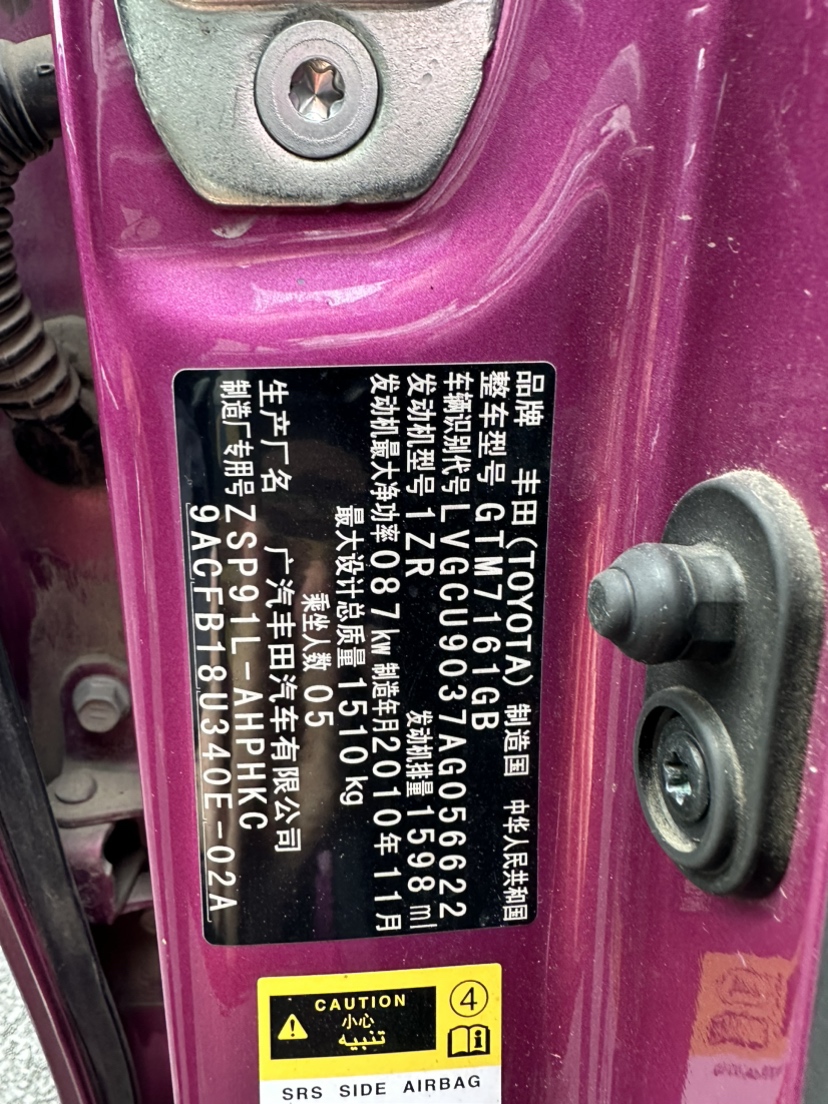 品牌 丰田(TOYOTA) 制造国 中华人民共和国
整车型号 GTM7161GB
车辆识别代号 LVGCU9037AG056622
发动机型号 1ZR 发动机排量 1598 ml
发动机最大净功率 087 kw 制造年月 2010年11月
最大设计总质量 1510 kg
乘坐人数 05
生产厂名 广汽丰田汽车有限公司
制造厂专用号 ZSP91L-AHPHKC
9ACFB18U340E-02A
CAUTION
小心
تنبيه
④
SRS SIDE AIRBAG